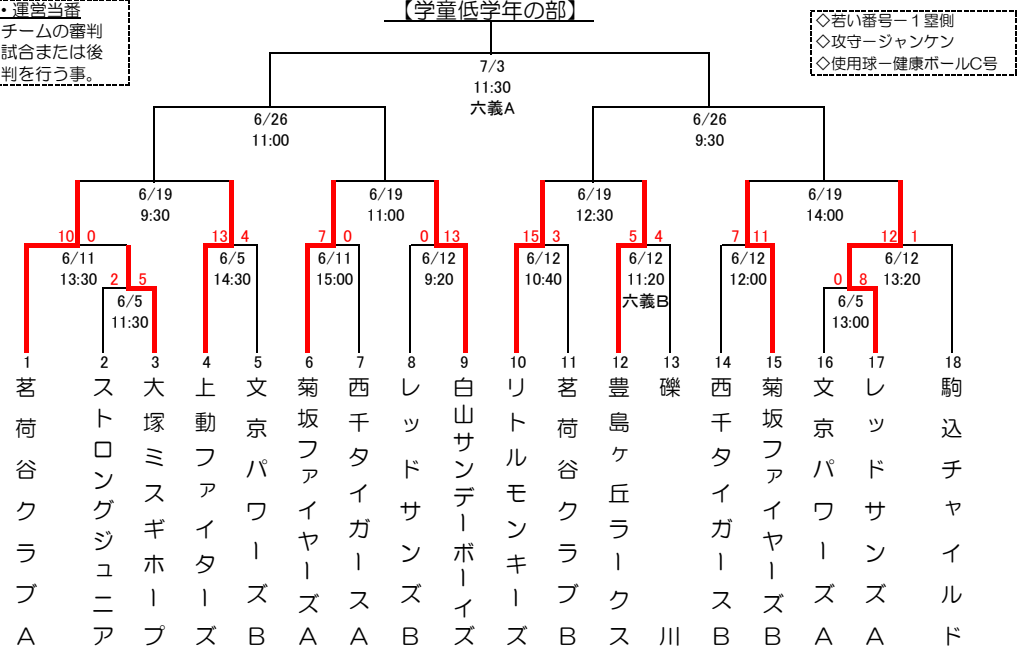 ・運営当番
チームの審判
試合または後
判を行う事。
【学童低学年の部】
◇若い番号－１塁側
◇攻守－ジャンケン
◇使用球－健康ボールC号
7/3
11:30
六義A
6/26
11:00
6/26
9:30
6/19
9:30
6/19
11:00
6/19
12:30
6/19
14:00
10 0
6/11
13:30
13 4
6/5
14:30
7 0
6/11
15:00
0 13
6/12
9:20
15 3
6/12
10:40
5 4
6/12
11:20
六義B
7 11
6/12
12:00
12 1
6/12
13:20
2 5
6/5
11:30
0 8
6/5
13:00
1
茗荷谷クラブA
2
ストロングジュニア
3
大塚ミスギホープ
4
上動ファイターズ
5
文京パワーズB
6
菊坂ファイヤーズA
7
西千タイガースA
8
レッドサンズB
9
白山サンデーボーイズ
10
リトルモンキーズ
11
茗荷谷クラブB
12
豊島ヶ丘ラークス
13
礫川
14
西千タイガースB
15
菊坂ファイヤーズB
16
文京パワーズA
17
レッドサンズA
18
駒込チャイルド